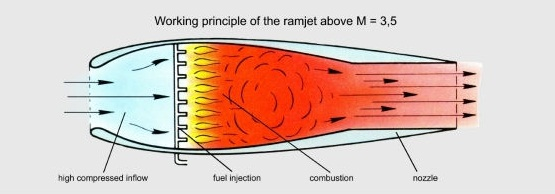 Working principle of the ramjet above M = 3,5
high compressed inflow
fuel injection
combustion
nozzle